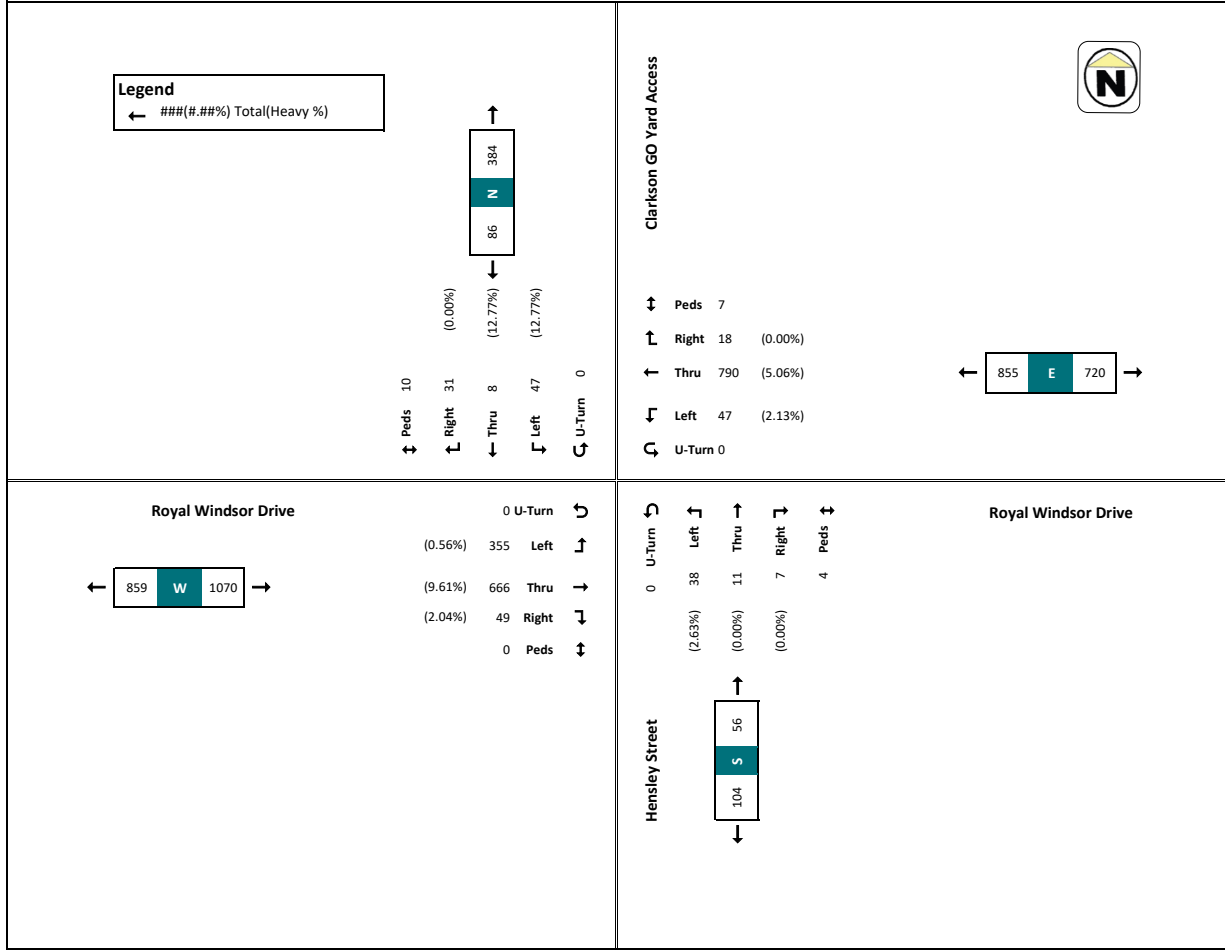 Legend
← ###(#.##%) Total(Heavy %)
384
N
86
(0.00%) (12.77%) (12.77%)
10 31 8 47 0
Peds Right Thru Left U-Turn
Clarkson GO Yard Access
N
Peds 7
Right 18 (0.00%)
Thru 790 (5.06%)
Left 47 (2.13%)
U-Turn 0
855 E 720
Royal Windsor Drive
0 U-Turn
(0.56%) 355 Left
(9.61%) 666 Thru
(2.04%) 49 Right
0 Peds
859 W 1070
U-Turn Left Thru Right Peds
0 38 11 7 4
(2.63%) (0.00%) (0.00%)
Royal Windsor Drive
Hensley Street
56
S
104